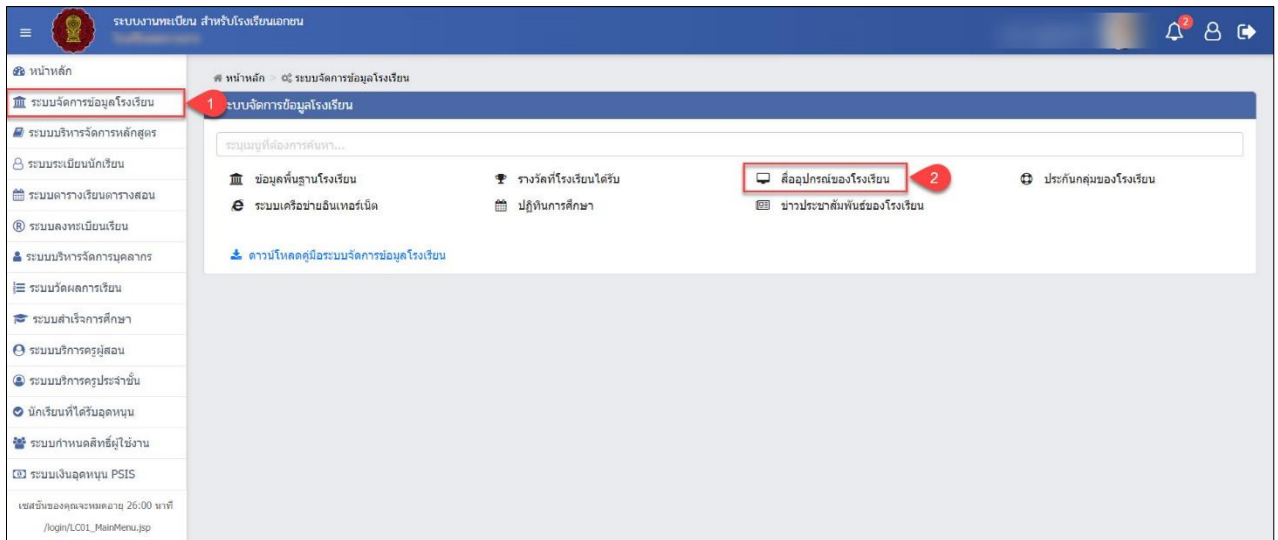 ระบบงานทะเบียน สำหรับโรงเรียนเอกชน
2
หน้าหลัก
หน้าหลัก > ระบบจัดการข้อมูลโรงเรียน
ระบบจัดการข้อมูลโรงเรียน
1
ระบบจัดการข้อมูลโรงเรียน
ระบบบริหารจัดการหลักสูตร
ระบุเมนูที่ต้องการค้นหา...
ระบบระเบียนนักเรียน
ข้อมูลพื้นฐานโรงเรียน
รางวัลที่โรงเรียนได้รับ
สื่ออุปกรณ์ของโรงเรียน
2
ประกันกลุ่มของโรงเรียน
ระบบตารางเรียนตารางสอน
ระบบเครือข่ายอินเทอร์เน็ต
ปฏิทินการศึกษา
ข่าวประชาสัมพันธ์ของโรงเรียน
ระบบลงทะเบียนเรียน
ระบบบริหารจัดการบุคลากร
ดาวน์โหลดคู่มือระบบจัดการข้อมูลโรงเรียน
ระบบวัดผลการเรียน
ระบบสำเร็จการศึกษา
ระบบบริการครูผู้สอน
ระบบบริการครูประจำชั้น
นักเรียนที่ได้รับอุดหนุน
ระบบกำหนดสิทธิ์ผู้ใช้งาน
ระบบเงินอุดหนุน PSIS
เซสชันของคุณจะหมดอายุ 26:00 นาที
/login/LC01_MainMenu.jsp